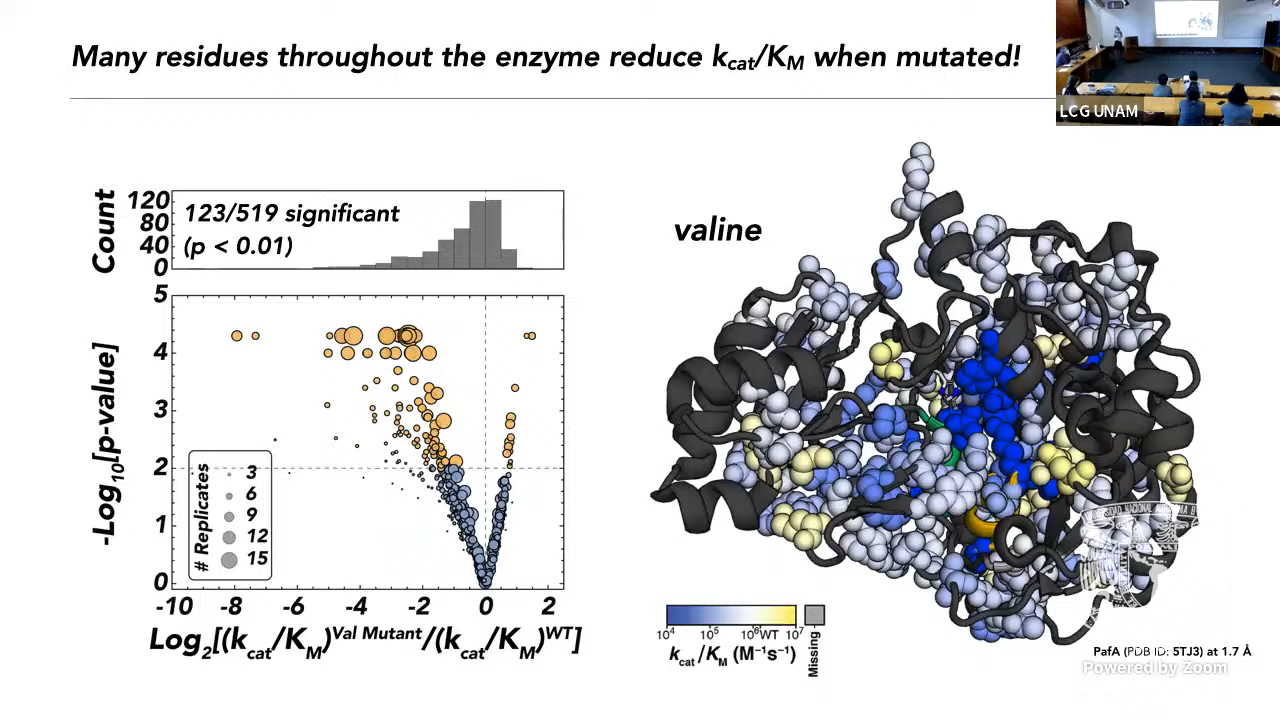 Many residues throughout the enzyme reduce kcat/KM when mutated!
LCG UNAM
Count
120
80
40
0
123/519 significant
(p < 0.01)
-Log10[p-value]
5
4
3
2
1
0
# Replicates
3
6
9
12
15
-10 -8 -6 -4 -2 0 2
Log2[(kcat/KM)Val Mutant/(kcat/KM)WT]
valine
10⁴ 10⁵ 10⁶ WT 10⁷
kcat/KM (M⁻¹s⁻¹)
Missing
PafA (PDB ID: 5TJ3) at 1.7 Å
Powered by Zoom